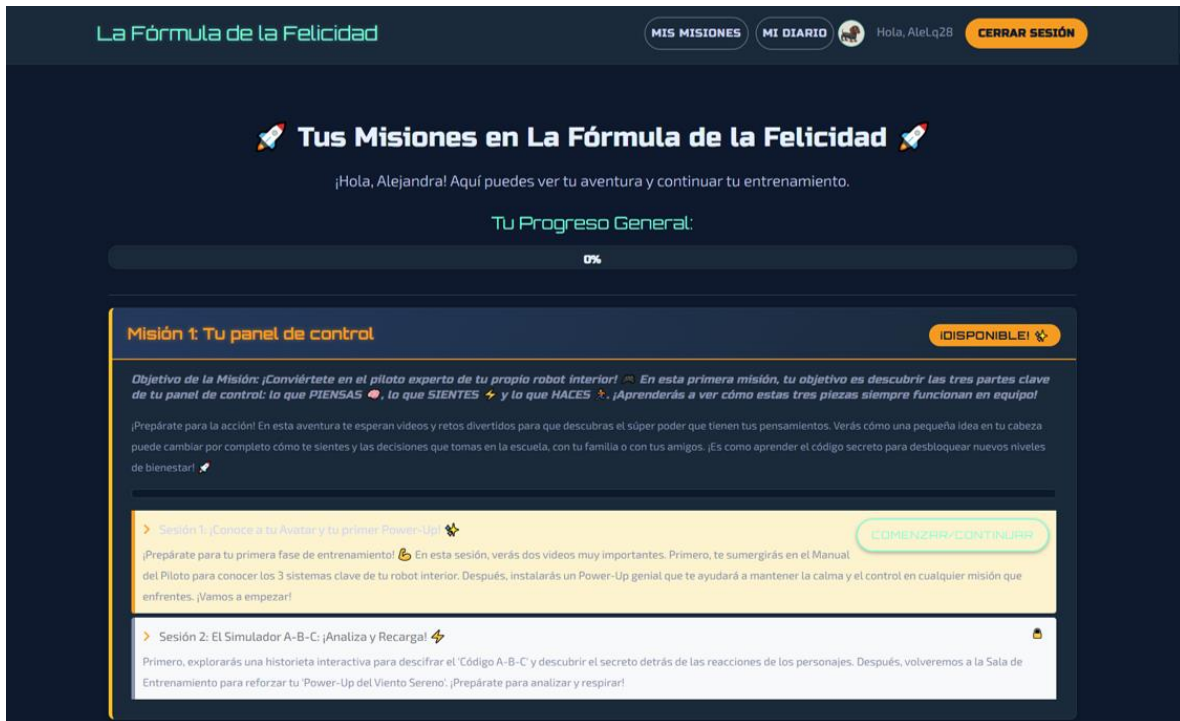 La Fórmula de la Felicidad
MIS MISIONES
MI DIARIO
Hola, AleLq28
CERRAR SESIÓN
🚀 Tus Misiones en La Fórmula de la Felicidad 🚀
¡Hola, Alejandra! Aquí puedes ver tu aventura y continuar tu entrenamiento.
Tu Progreso General:
0%
Misión 1: Tu panel de control
¡DISPONIBLE! ✨
Objetivo de la Misión: ¡Conviértete en el piloto experto de tu propio robot interior! 🎮 En esta primera misión, tu objetivo es descubrir las tres partes clave
de tu panel de control: lo que PIENSAS 🧠, lo que SIENTES ⚡ y lo que HACES 🏃. ¡Aprenderás a ver cómo estas tres piezas siempre funcionan en equipo!
¡Prepárate para la acción! En esta aventura te esperan videos y retos divertidos para que descubras el súper poder que tienen tus pensamientos. Verás cómo una pequeña idea en tu cabeza
puede cambiar por completo cómo te sientes y las decisiones que tomas en la escuela, con tu familia o con tus amigos. ¡Es como aprender el código secreto para desbloquear nuevos niveles
de bienestar! 🚀
Sesión 1: ¡Conoce a tu Avatar y tu primer Power-Up! ✨
COMENZAR/CONTINUAR
¡Prepárate para tu primera fase de entrenamiento! 💪 En esta sesión, verás dos videos muy importantes. Primero, te sumergirás en el Manual
del Piloto para conocer los 3 sistemas clave de tu robot interior. Después, instalarás un Power-Up genial que te ayudará a mantener la calma y el control en cualquier misión que
enfrentes. ¡Vamos a empezar!
Sesión 2: El Simulador A-B-C: ¡Analiza y Recarga! ⚡
Primero, explorarás una historieta interactiva para descifrar el 'Código A-B-C' y descubrir el secreto detrás de las reacciones de los personajes. Después, volveremos a la Sala de
Entrenamiento para reforzar tu 'Power-Up del Viento Sereno'. ¡Prepárate para analizar y respirar!